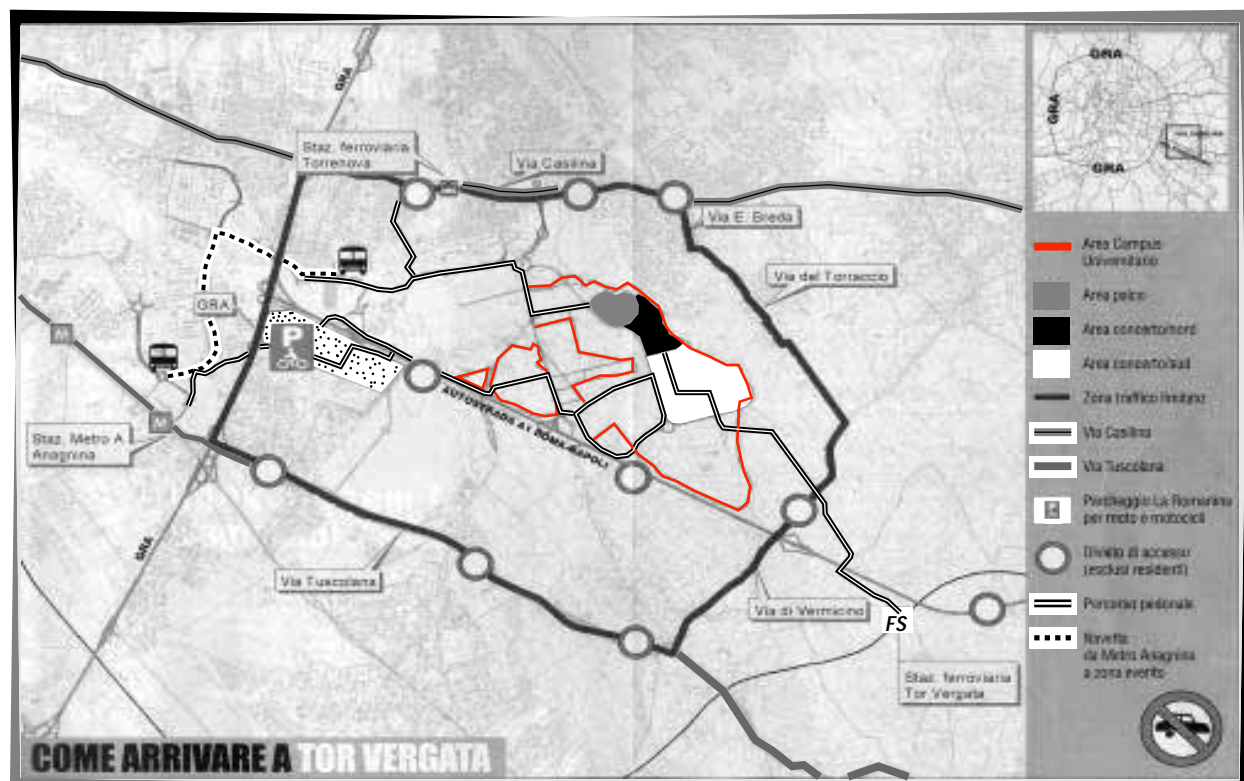 GRA
Staz. ferroviaria
Torrenova
Via Casilina
Via E. Breda
Via del Torraccio
GRA
P
M
M
Staz. Metro A
Anagnina
AUTOSTRADA A1 ROMA-NAPOLI
GRA
Via Tuscolana
Via di Vermicino
FS
Staz. ferroviaria
Tor Vergata
COME ARRIVARE A TOR VERGATA
GRA
GRA
GRA
Area Campus
Universitario
Area palco
Area concerto/nord
Area concerto/sud
Zona traffico limitato
Via Casilina
Via Tuscolana
Parcheggio La Romanina
per moto e motocicli
Divieto di accesso
(esclusi residenti)
Percorso pedonale
Navetta
da Metro Anagnina
a zona evento